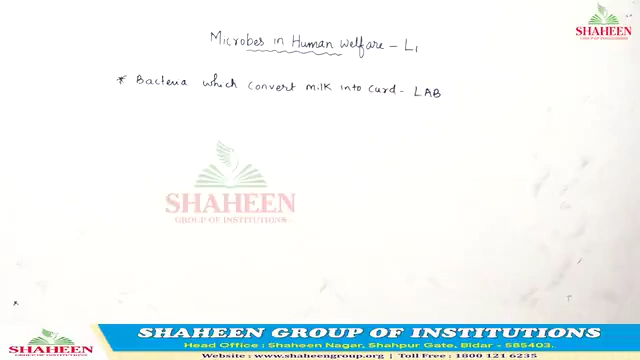 SHAHEEN
GROUP OF INSTITUTIONS
Microbes in Human Welfare - L1
* Bacteria which convert milk into curd - LAB
SHAHEEN
GROUP OF INSTITUTIONS
SHAHEEN
GROUP OF INSTITUTIONS
SHAHEEN GROUP OF INSTITUTIONS
Head Office : Shaheen Nagar, Shahpur Gate, Bidar - 585403.
Website : www.shaheengroup.org | Toll Free : 1800 121 6235